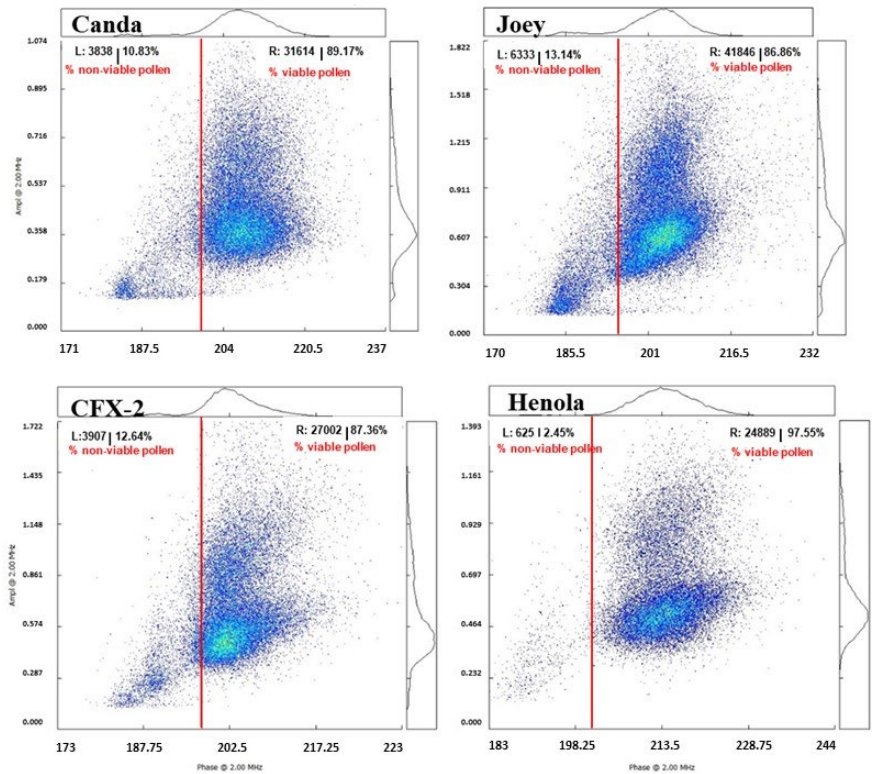 Canda
L: 3838 | 10.83%
R: 31614 | 89.17%
% non-viable pollen
% viable pollen
1.074
0.895
0.716
0.537
0.358
0.179
0.000
Ampl @ 2.00 MHz
171
187.5
204
220.5
237
Joey
L: 6333 | 13.14%
R: 41846 | 86.86%
% non-viable pollen
% viable pollen
1.822
1.518
1.215
0.911
0.607
0.304
0.000
170
185.5
201
216.5
232
CFX-2
L:3907 | 12.64%
R: 27002 | 87.36%
% non-viable pollen
% viable pollen
1.722
1.435
1.148
0.861
0.574
0.287
0.000
Ampl @ 2.00 MHz
173
187.75
202.5
217.25
223
Phase @ 2.00 MHz
Henola
L: 625 | 2.45%
R: 24889 | 97.55%
% non-viable pollen
% viable pollen
1.393
1.161
0.929
0.697
0.464
0.232
0.000
183
198.25
213.5
228.75
244
Phase @ 2.00 MHz